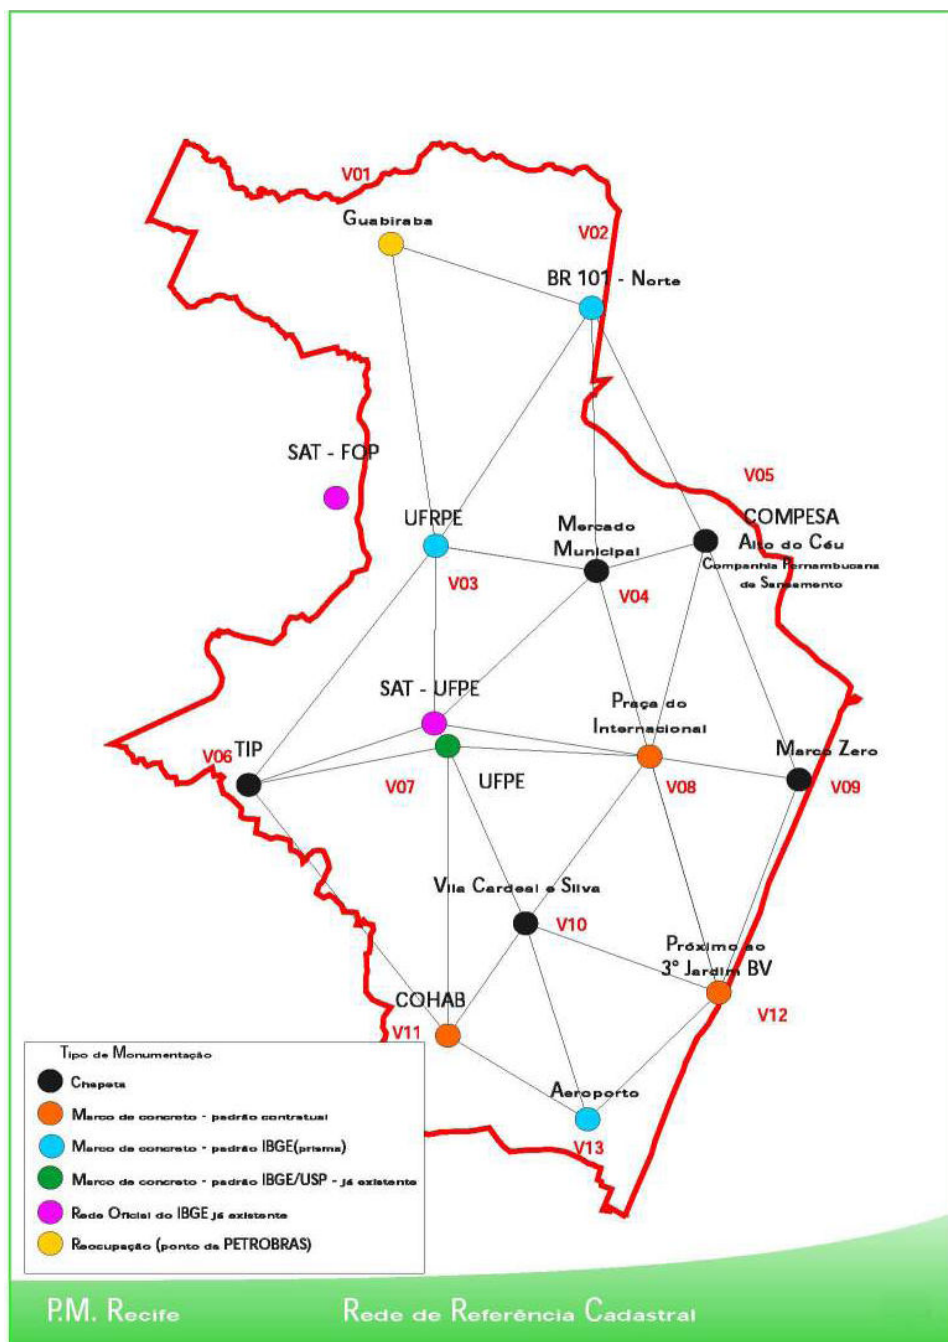 V01
Guabiraba
V02
BR 101 - Norte
SAT - FOP
V05
UFRPE
Mercado
Municipal
COMPESA
Alto do Céu
Companhia Pernambucana
de Saneamento
V03
V04
SAT - UFPE
Praça do
Internacional
V06
TIP
Marco Zero
V07
UFPE
V08
V09
Vila Cardeal e Silva
V10
Próximo ao
3º Jardim BV
COHAB
V11
V12
Aeroporto
V13
Tipo de Monumentação
Chapeta
Marco de concreto - padrão contratual
Marco de concreto - padrão IBGE(prisma)
Marco de concreto - padrão IBGE/USP - já existente
Rede Oficial do IBGE já existente
Reocupação (ponto da PETROBRAS)
P.M. Recife
Rede de Referência Cadastral